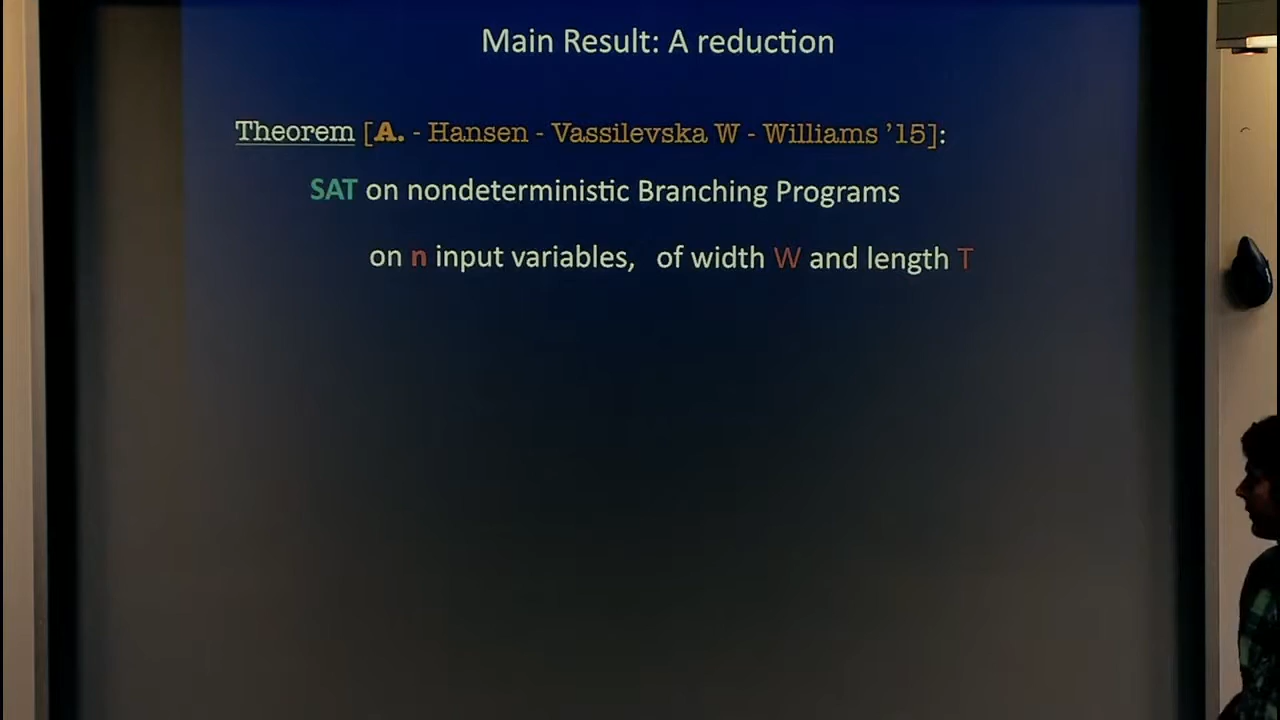 Main Result: A reduction
Theorem [A. - Hansen - Vassilevska W - Williams ’15]:
SAT on nondeterministic Branching Programs
on n input variables, of width W and length T